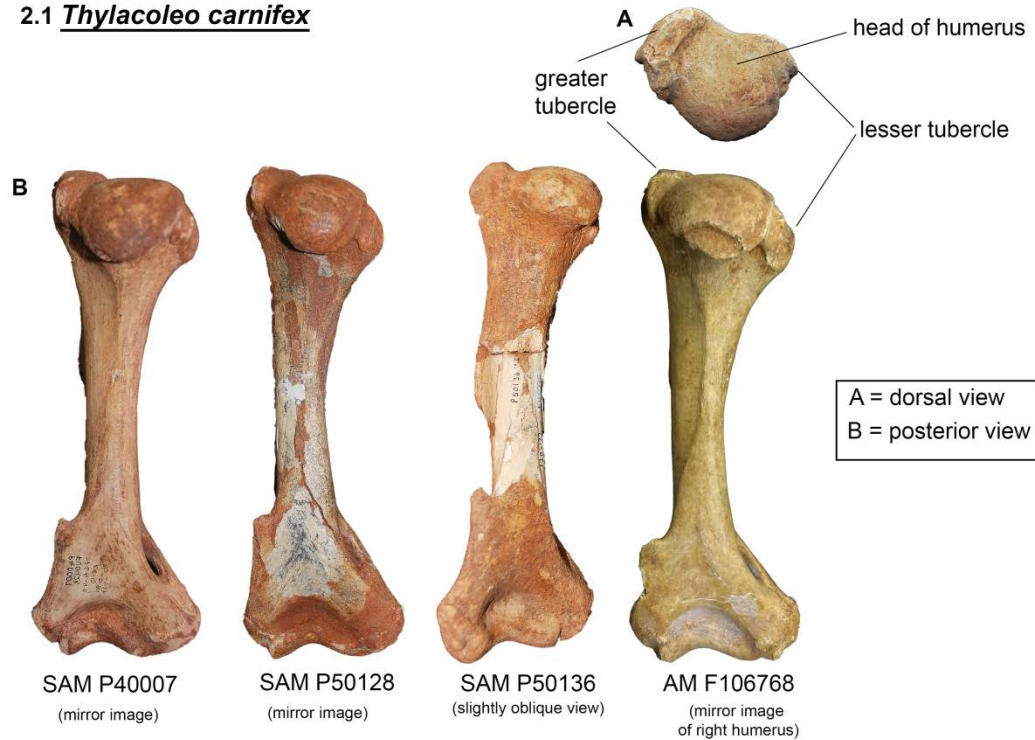 2.1 Thylacoleo carnifex
A
head of humerus
greater
tubercle
lesser tubercle
B
P50136
A = dorsal view
B = posterior view
SAM P40007
(mirror image)
SAM P50128
(mirror image)
SAM P50136
(slightly oblique view)
AM F106768
(mirror image
of right humerus)